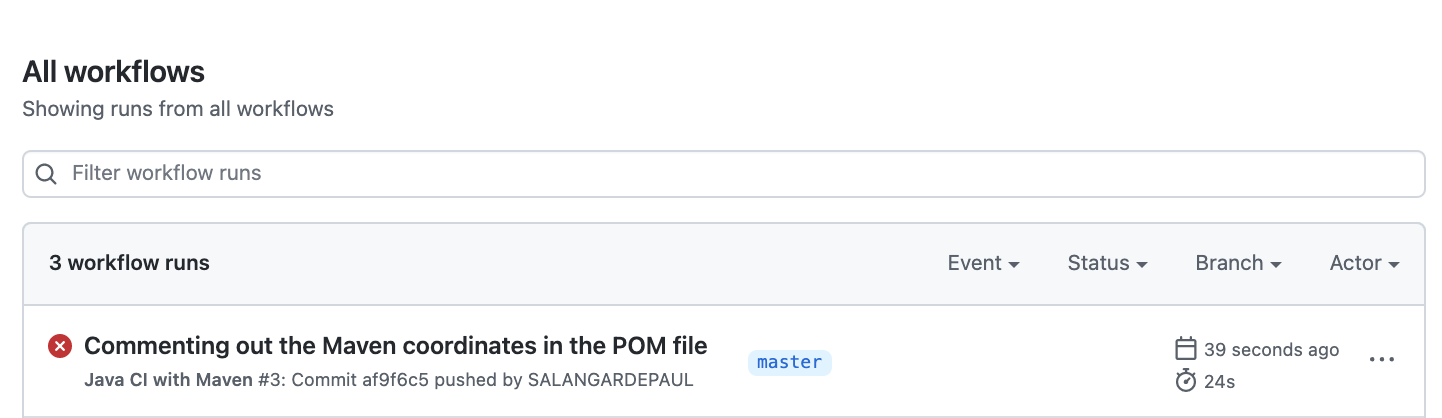 All workflows
Showing runs from all workflows
Filter workflow runs
3 workflow runs Event Status Branch Actor
Commenting out the Maven coordinates in the POM file master 39 seconds ago
Java CI with Maven #3: Commit af9f6c5 pushed by SALANGARDEPAUL 24s